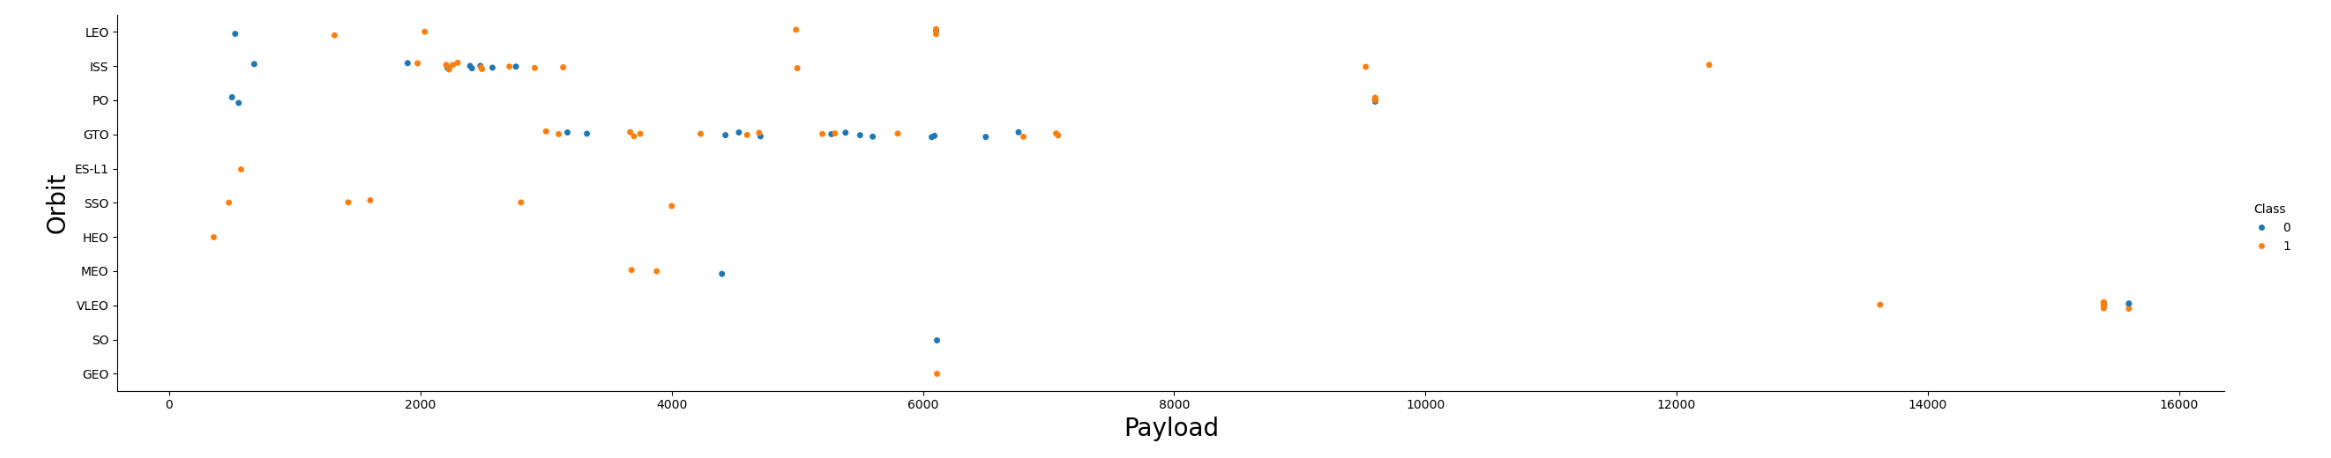 Orbit
LEO
ISS
PO
GTO
ES-L1
SSO
HEO
MEO
VLEO
SO
GEO
0 2000 4000 6000 8000 10000 12000 14000 16000
Payload
Class
0
1